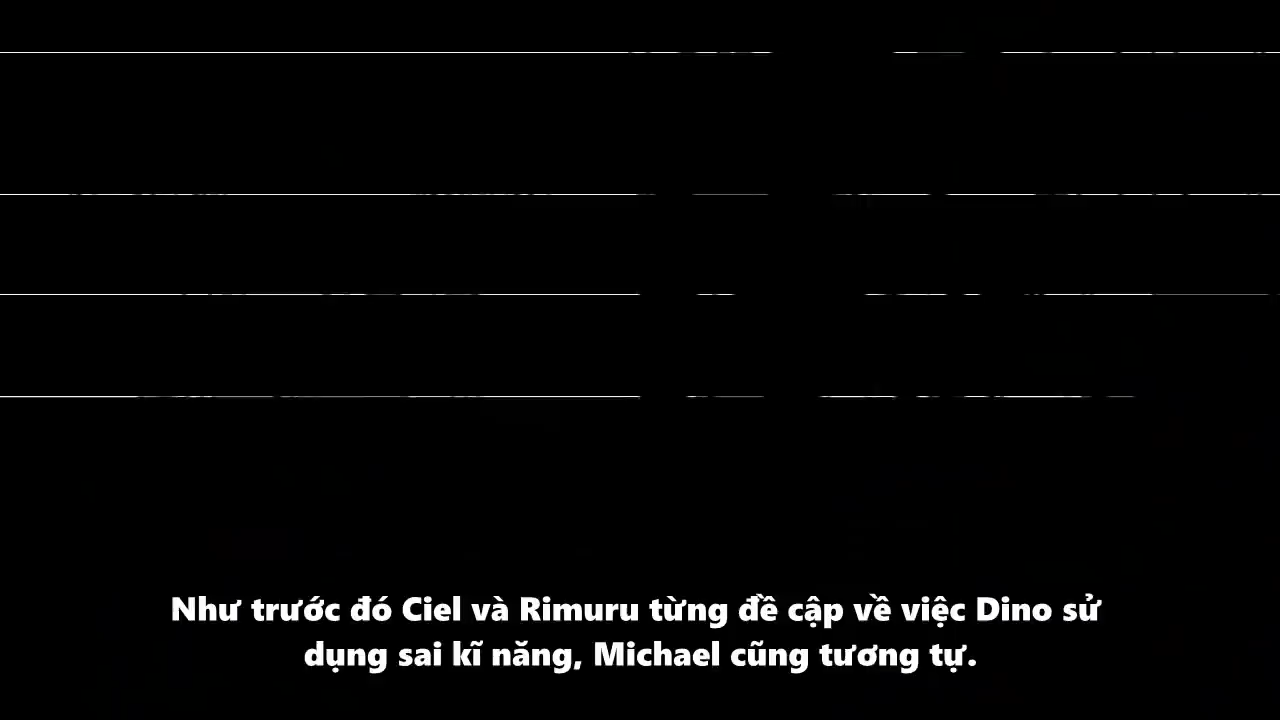 Như trước đó Ciel và Rimuru từng đề cập về việc Dino sử
dụng sai kĩ năng, Michael cũng tương tự.